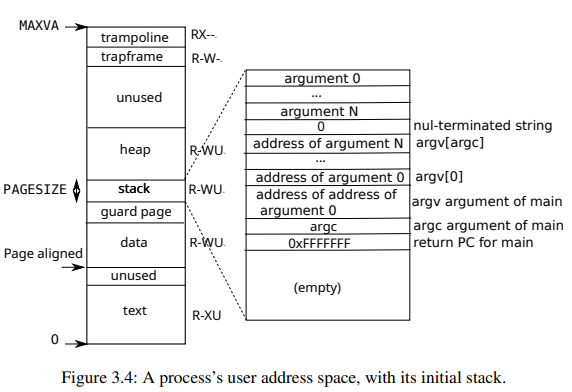 MAXVA
trampoline RX--
trapframe R-W-
unused
heap R-WU
PAGESIZE stack R-WU
guard page
data R-WU
Page aligned
unused
text R-XU
0
argument 0
...
argument N
0 nul-terminated string
address of argument N argv[argc]
...
address of argument 0 argv[0]
address of address of
argument 0 argv argument of main
argc argc argument of main
0xFFFFFFF return PC for main
(empty)
Figure 3.4: A process's user address space, with its initial stack.